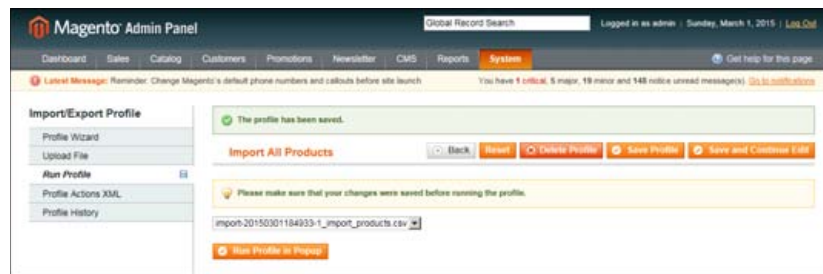 Magento Admin Panel
Global Record Search
Logged in as admin | Sunday, March 1, 2015 | Log Out
Dashboard Sales Catalog Customers Promotions Newsletter CMS Reports System
Get help for this page
Latest Message: Reminder: Change Magento's default phone numbers and callouts before site launch
You have 1 critical, 5 major, 19 minor and 148 notice unread message(s). Go to notifications
Import/Export Profile
Profile Wizard
Upload File
Run Profile
Profile Actions XML
Profile History
The profile has been saved.
Import All Products
Back Reset Delete Profile Save Profile Save and Continue Edit
Please make sure that your changes were saved before running the profile.
import-20150301184933-1_import_products.csv
Run Profile in Popup